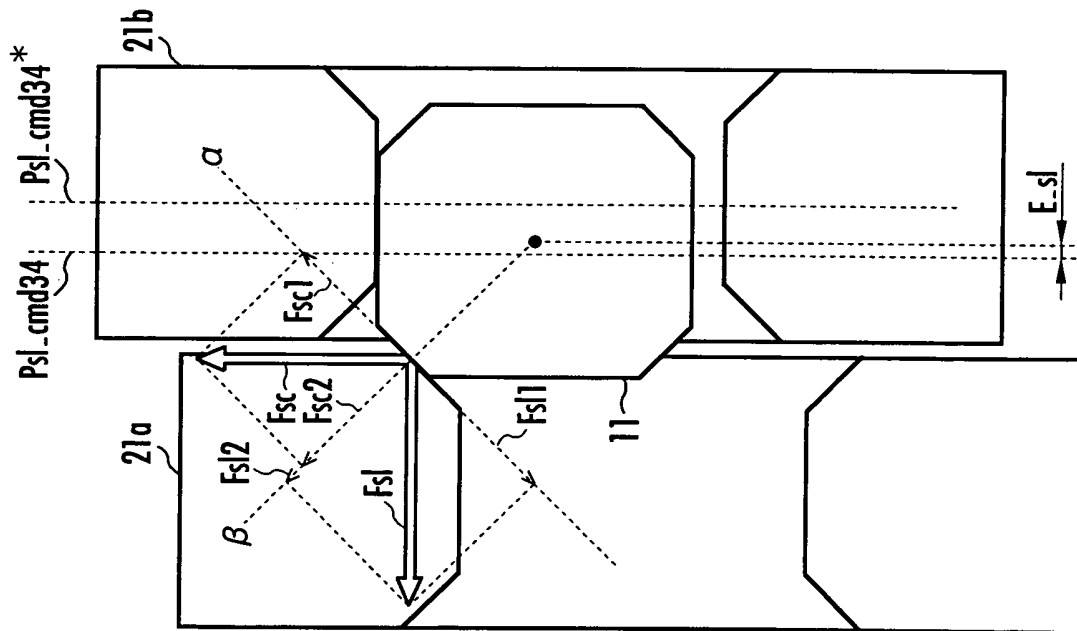 Psl_cmd34
Psl_cmd34*
21b
21a
α
Fsc1
Fsc
Fsc2
Fsl2
β
Fsl
Fsl1
11
E_sl